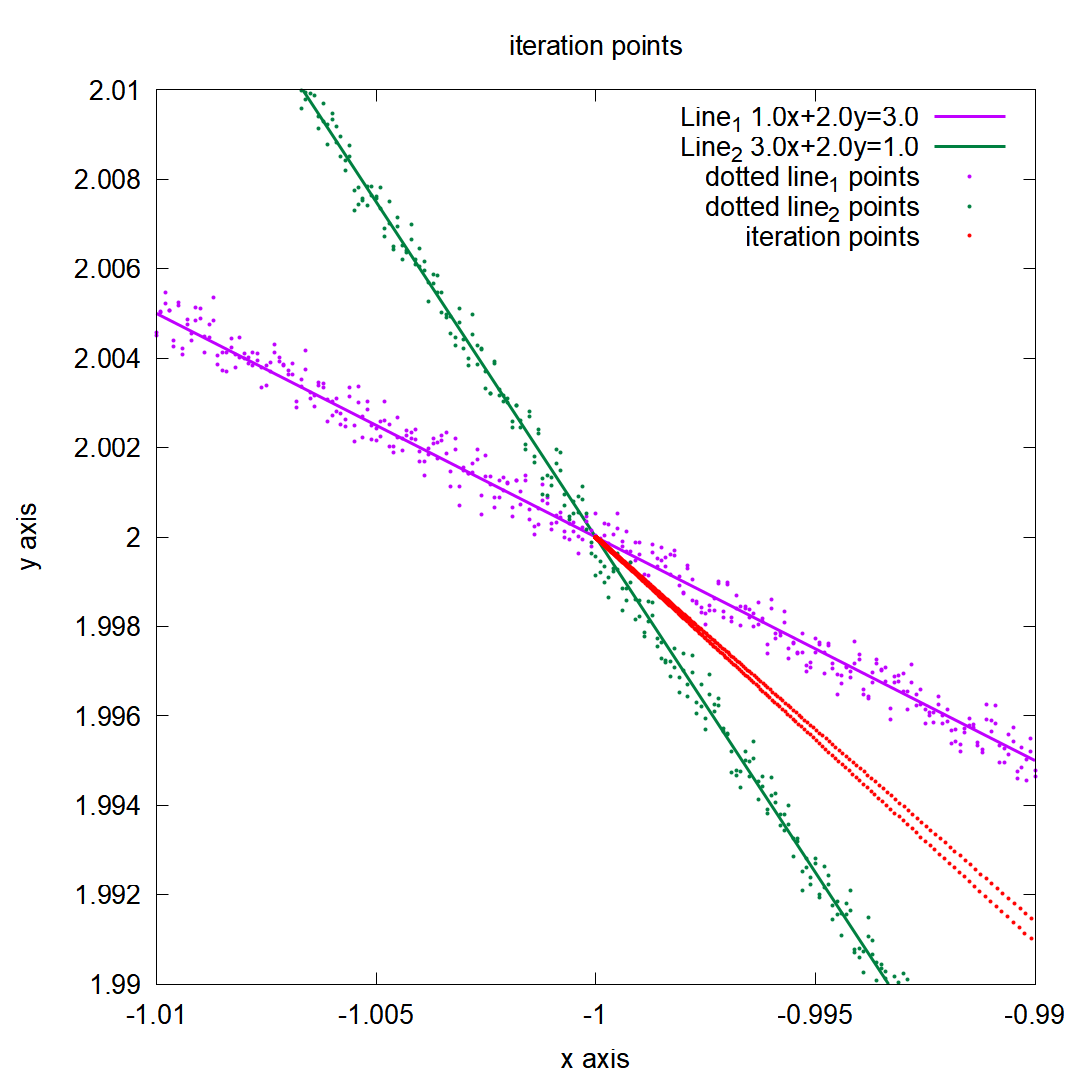 iteration points
2.01
2.008
2.006
2.004
2.002
2
1.998
1.996
1.994
1.992
1.99
y axis
Line₁ 1.0x+2.0y=3.0
Line₂ 3.0x+2.0y=1.0
dotted line₁ points
dotted line₂ points
iteration points
-1.01 -1.005 -1 -0.995 -0.99
x axis